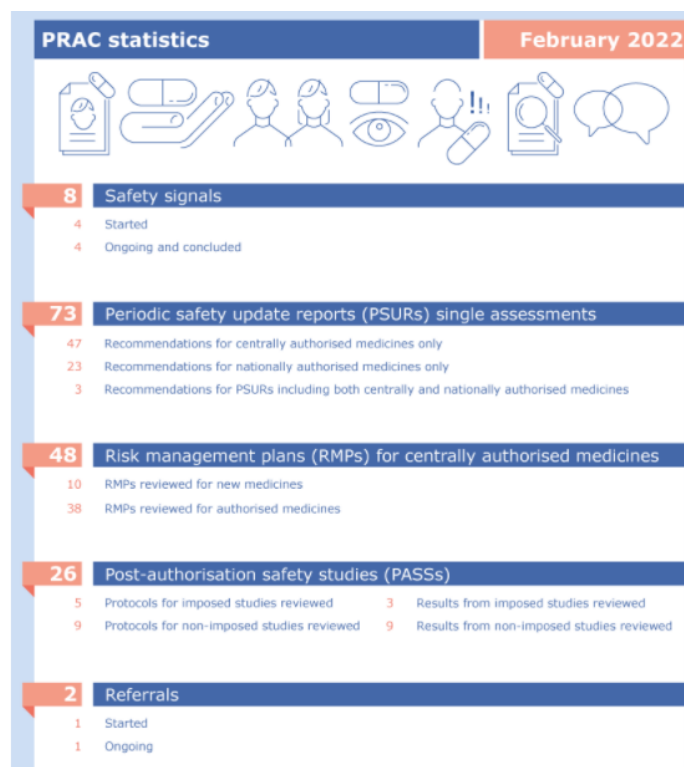 PRAC statistics
February 2022
!!!
8 Safety signals
4 Started
4 Ongoing and concluded
73 Periodic safety update reports (PSURs) single assessments
47 Recommendations for centrally authorised medicines only
23 Recommendations for nationally authorised medicines only
3 Recommendations for PSURs including both centrally and nationally authorised medicines
48 Risk management plans (RMPs) for centrally authorised medicines
10 RMPs reviewed for new medicines
38 RMPs reviewed for authorised medicines
26 Post-authorisation safety studies (PASSs)
5 Protocols for imposed studies reviewed 3 Results from imposed studies reviewed
9 Protocols for non-imposed studies reviewed 9 Results from non-imposed studies reviewed
2 Referrals
1 Started
1 Ongoing